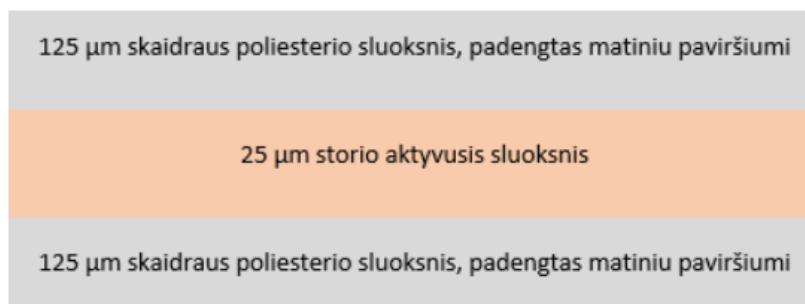 125 μm skaidraus poliesterio sluoksnis, padengtas matiniu paviršiumi
25 μm storio aktyvusis sluoksnis
125 μm skaidraus poliesterio sluoksnis, padengtas matiniu paviršiumi